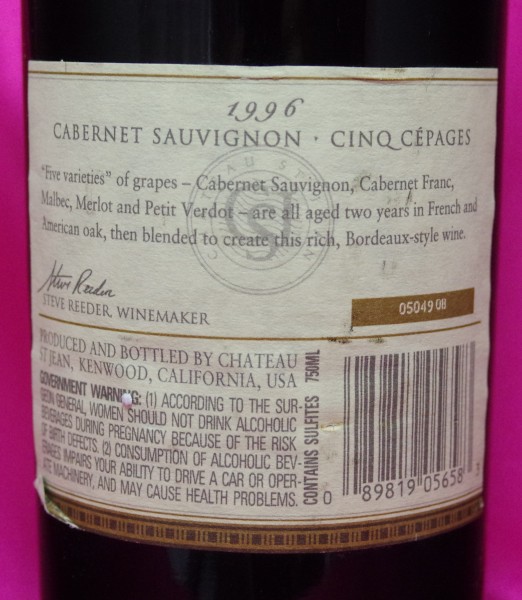 1996
CABERNET SAUVIGNON · CINQ CÉPAGES
"Five varieties" of grapes – Cabernet Sauvignon, Cabernet Franc,
Malbec, Merlot and Petit Verdot – are all aged two years in French and
American oak, then blended to create this rich, Bordeaux-style wine.
Steve Reeder
STEVE REEDER, WINEMAKER
05049 0B
PRODUCED AND BOTTLED BY CHATEAU
ST JEAN, KENWOOD, CALIFORNIA, USA
GOVERNMENT WARNING: (1) ACCORDING TO THE SUR-
GEON GENERAL, WOMEN SHOULD NOT DRINK ALCOHOLIC
BEVERAGES DURING PREGNANCY BECAUSE OF THE RISK
OF BIRTH DEFECTS. (2) CONSUMPTION OF ALCOHOLIC BEV-
ERAGES IMPAIRS YOUR ABILITY TO DRIVE A CAR OR OPER-
ATE MACHINERY, AND MAY CAUSE HEALTH PROBLEMS.
CONTAINS SULFITES 750ML
0 89819 05658 3